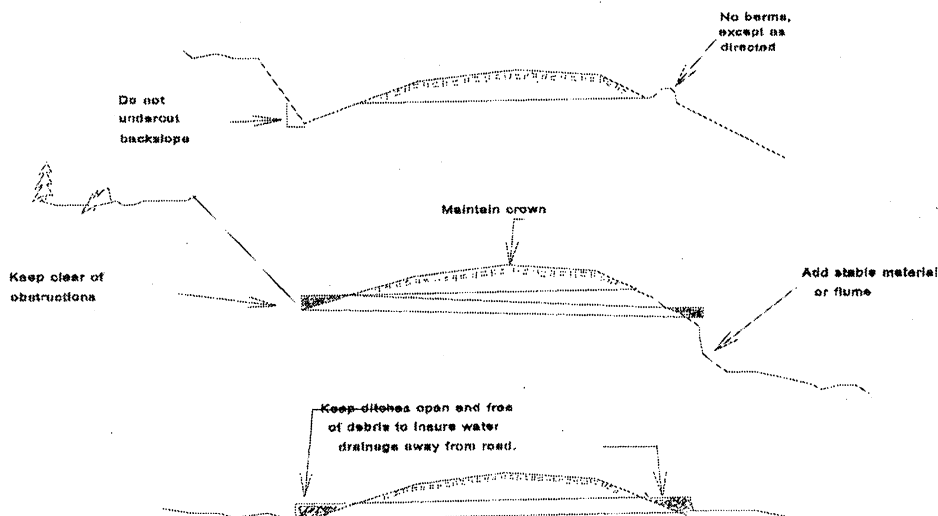 No berms,
except as
directed
Do not
undercut
backslope
Maintain crown
Keep clear of
obstructions
Add stable material
or flume
Keep ditches open and free
of debris to insure water
drainage away from road.